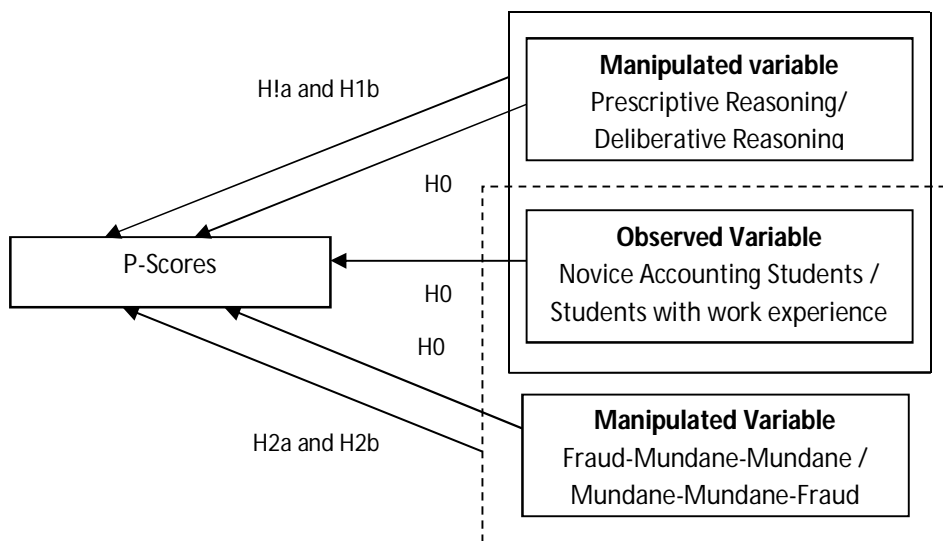 Manipulated variable
Prescriptive Reasoning/
Deliberative Reasoning
H!a and H1b
H0
P-Scores
Observed Variable
Novice Accounting Students /
Students with work experience
H0
H0
H2a and H2b
Manipulated Variable
Fraud-Mundane-Mundane /
Mundane-Mundane-Fraud